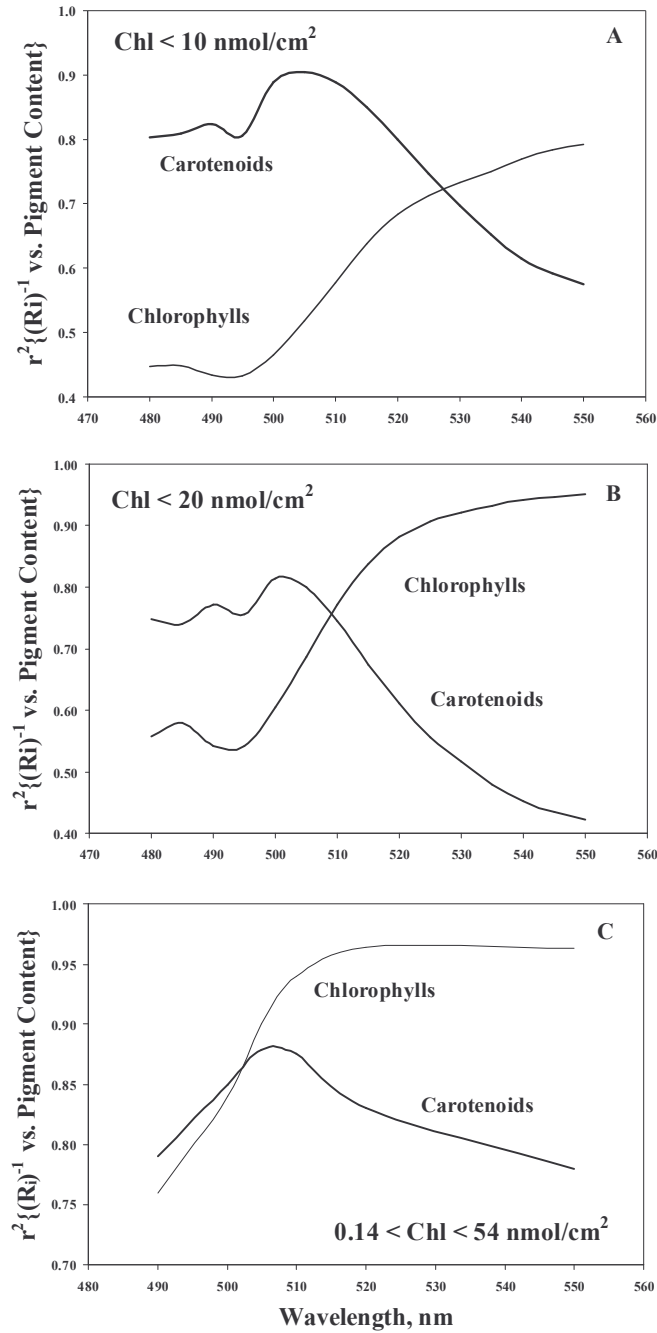 Chl < 10 nmol/cm²
A
r²{(Ri)⁻¹ vs. Pigment Content}
1.0
0.9
0.8
0.7
0.6
0.5
0.4
Carotenoids
Chlorophylls
470 480 490 500 510 520 530 540 550 560
Chl < 20 nmol/cm²
B
r²{(Ri)⁻¹ vs. Pigment Content}
1.00
0.90
0.80
0.70
0.60
0.50
0.40
Chlorophylls
Carotenoids
470 480 490 500 510 520 530 540 550 560
C
r²{(Ri)⁻¹ vs. Pigment Content}
1.00
0.95
0.90
0.85
0.80
0.75
0.70
Chlorophylls
Carotenoids
0.14 < Chl < 54 nmol/cm²
480 490 500 510 520 530 540 550 560
Wavelength, nm